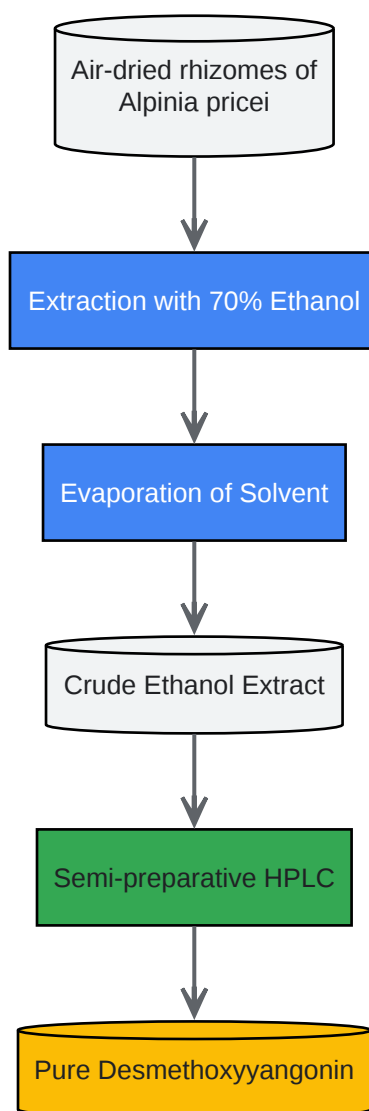 Air-dried rhizomes of
Alpinia pricei
Extraction with 70% Ethanol
Evaporation of Solvent
Crude Ethanol Extract
Semi-preparative HPLC
Pure Desmethoxyyangonin